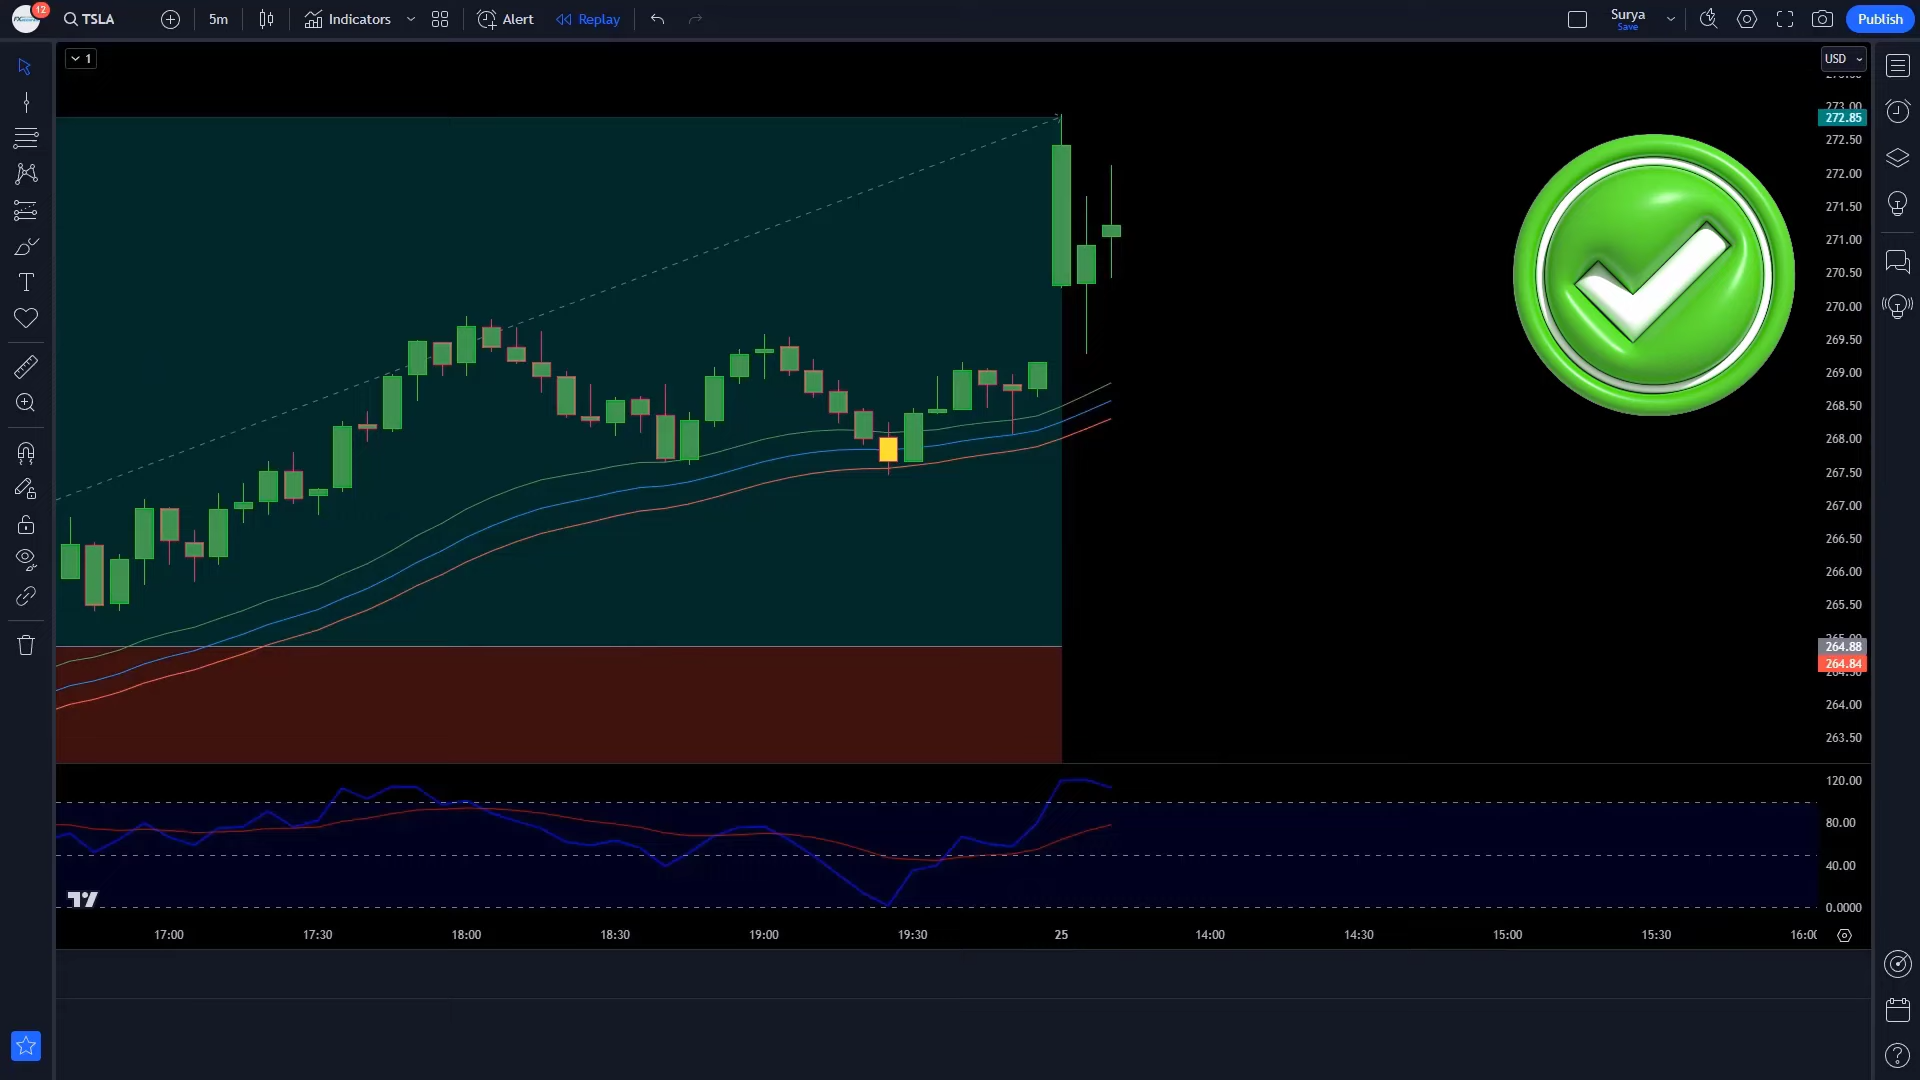 12
TSLA
5m
Indicators
Alert
Replay
Surya
Save
Publish
1
USD
273.00
272.85
272.50
272.00
271.50
271.00
270.50
270.00
269.50
269.00
268.50
268.00
267.50
267.00
266.50
266.00
265.50
264.88
264.84
264.00
263.50
120.00
80.00
40.00
0.0000
17:00 17:30 18:00 18:30 19:00 19:30 25 14:00 14:30 15:00 15:30